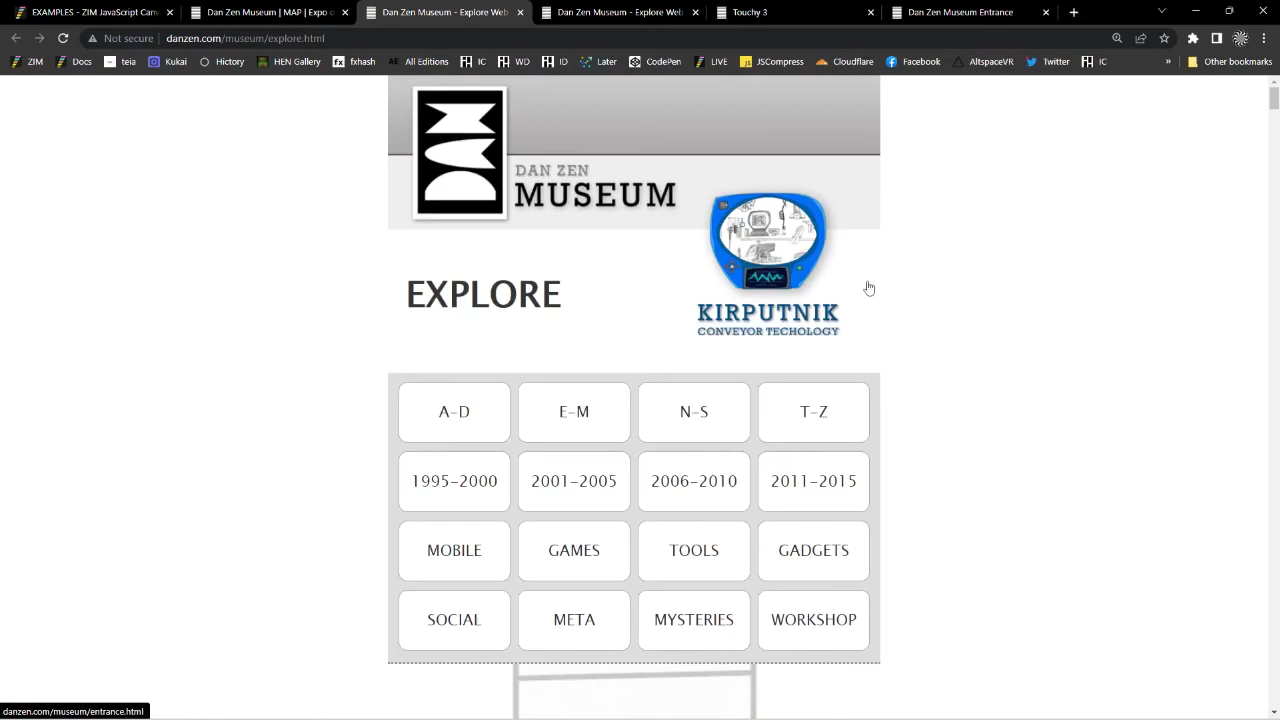 EXAMPLES - ZIM JavaScript Canv
Dan Zen Museum | MAP | Expo o
Dan Zen Museum - Explore Web
Dan Zen Museum - Explore Web
Touchy 3
Dan Zen Museum Entrance
Not secure
danzen.com/museum/explore.html
ZIM
Docs
teia
Kukai
Hictory
HEN Gallery
fxhash
All Editions
IC
WD
ID
Later
CodePen
LIVE
JSCompress
Cloudflare
Facebook
AltspaceVR
Twitter
IC
»
Other bookmarks
DAN ZEN
MUSEUM
EXPLORE
KIRPUTNIK
CONVEYOR TECHOLOGY
A-D
E-M
N-S
T-Z
1995-2000
2001-2005
2006-2010
2011-2015
MOBILE
GAMES
TOOLS
GADGETS
SOCIAL
META
MYSTERIES
WORKSHOP
danzen.com/museum/entrance.html